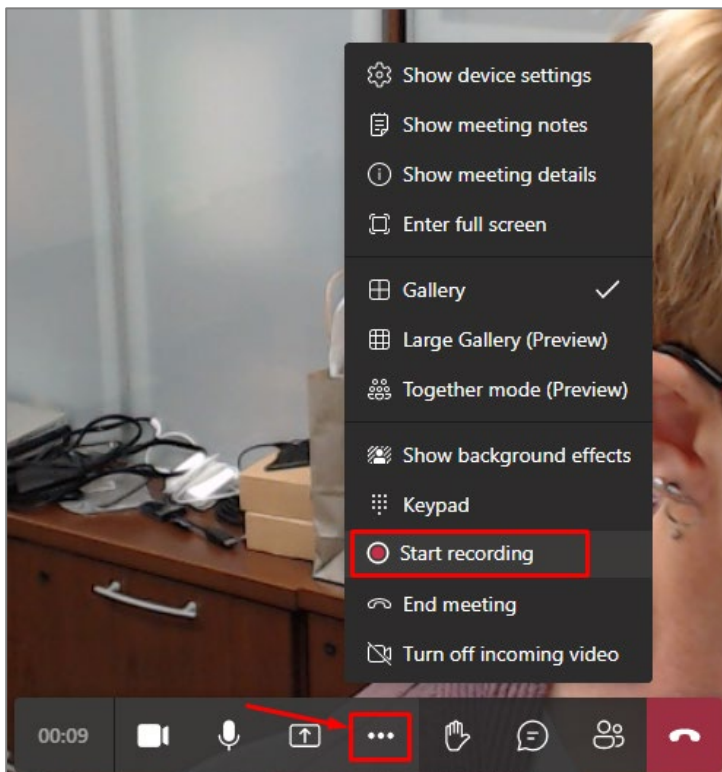 Show device settings
Show meeting notes
Show meeting details
Enter full screen
Gallery
Large Gallery (Preview)
Together mode (Preview)
Show background effects
Keypad
Start recording
End meeting
Turn off incoming video
00:09